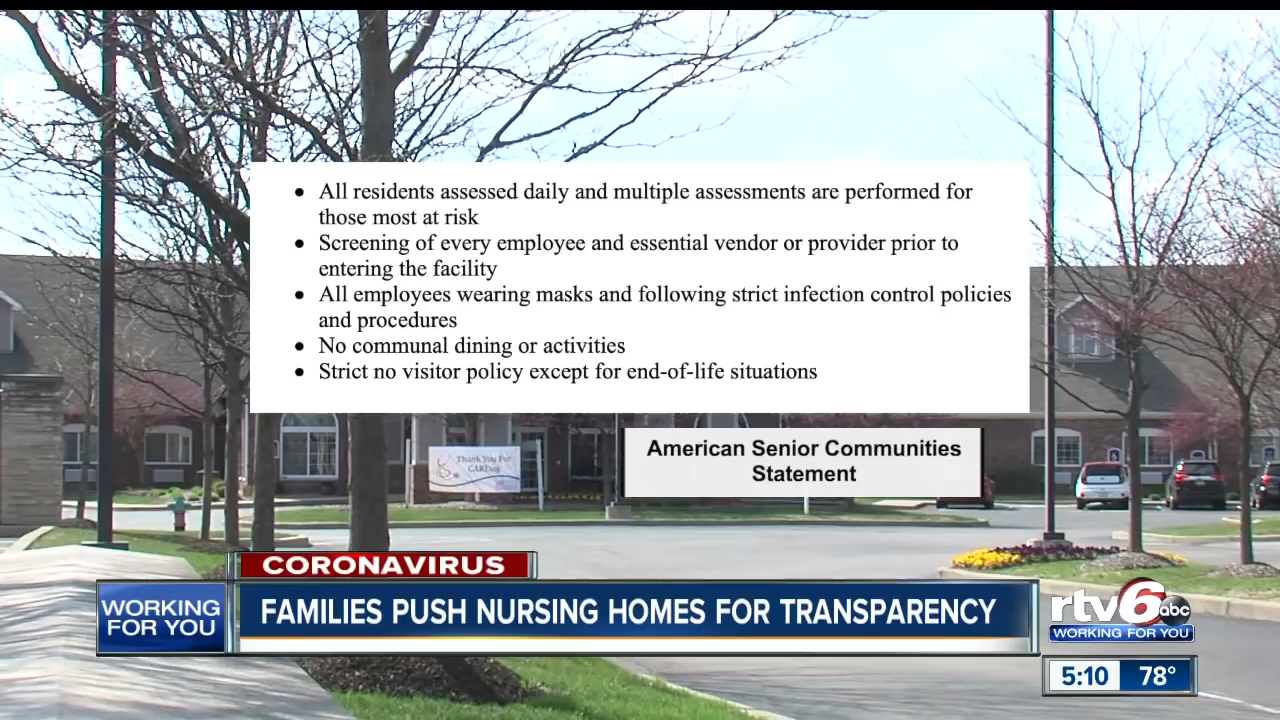 • All residents assessed daily and multiple assessments are performed for
those most at risk
• Screening of every employee and essential vendor or provider prior to
entering the facility
• All employees wearing masks and following strict infection control policies
and procedures
• No communal dining or activities
• Strict no visitor policy except for end-of-life situations
American Senior Communities
Statement
Thank You For
CAREing
CORONAVIRUS
WORKING
FOR YOU
FAMILIES PUSH NURSING HOMES FOR TRANSPARENCY
rtv6 abc
WORKING FOR YOU
5:10 78°